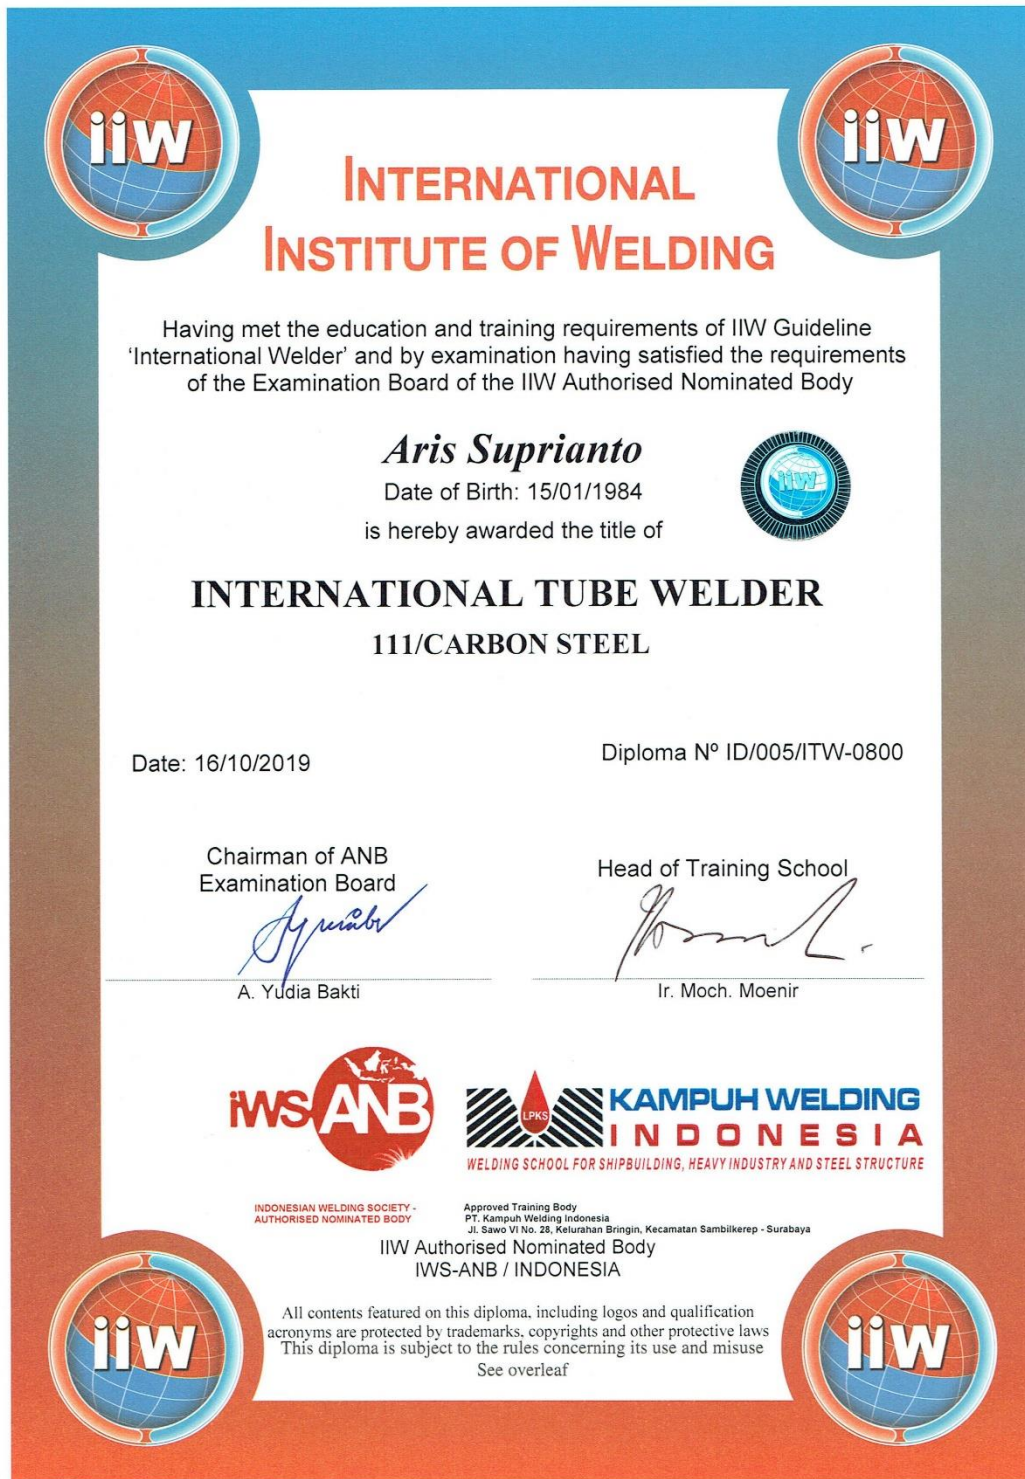 iiw
iiw
INTERNATIONAL
INSTITUTE OF WELDING
Having met the education and training requirements of IIW Guideline
'International Welder' and by examination having satisfied the requirements
of the Examination Board of the IIW Authorised Nominated Body
Aris Suprianto
Date of Birth: 15/01/1984
iiw
is hereby awarded the title of
INTERNATIONAL TUBE WELDER
111/CARBON STEEL
Date: 16/10/2019
Diploma Nº ID/005/ITW-0800
Chairman of ANB
Examination Board
Head of Training School
A. Yudia Bakti
Ir. Moch. Moenir
iWS-ANB
LPKS
KAMPUH WELDING
INDONESIA
WELDING SCHOOL FOR SHIPBUILDING, HEAVY INDUSTRY AND STEEL STRUCTURE
INDONESIAN WELDING SOCIETY -
AUTHORISED NOMINATED BODY
Approved Training Body
PT. Kampuh Welding Indonesia
Jl. Sawo VI No. 28, Kelurahan Bringin, Kecamatan Sambilkerep - Surabaya
IIW Authorised Nominated Body
IWS-ANB / INDONESIA
All contents featured on this diploma, including logos and qualification
acronyms are protected by trademarks, copyrights and other protective laws
This diploma is subject to the rules concerning its use and misuse
See overleaf
iiw
iiw